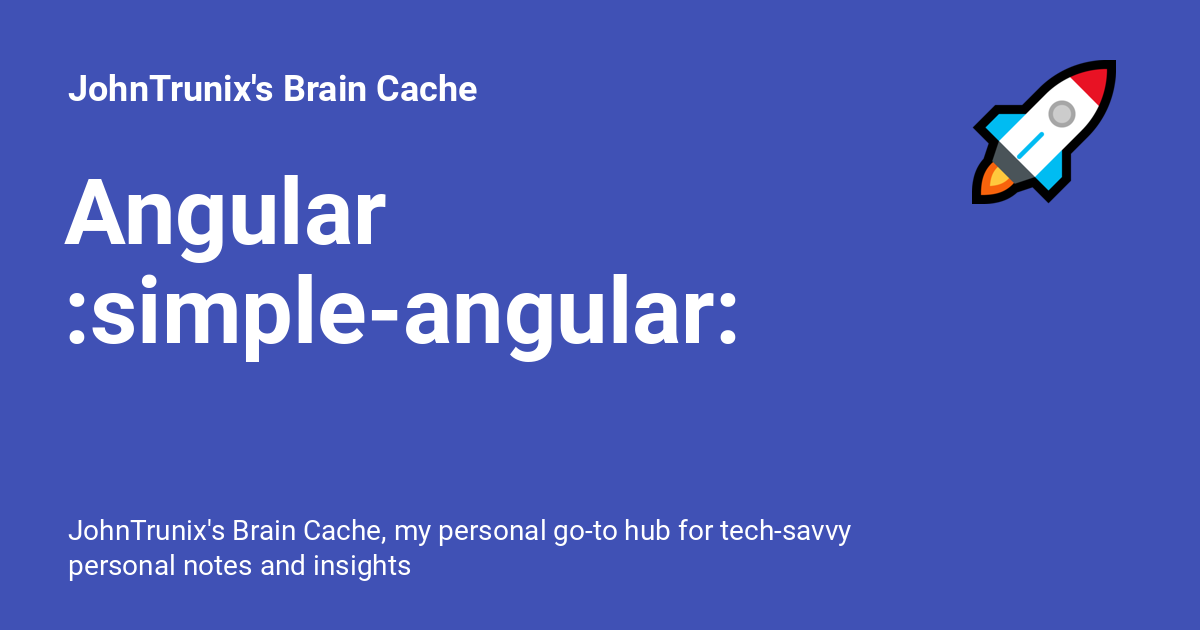 JohnTrunix's Brain Cache
Angular
:simple-angular:
JohnTrunix's Brain Cache, my personal go-to hub for tech-savvy
personal notes and insights